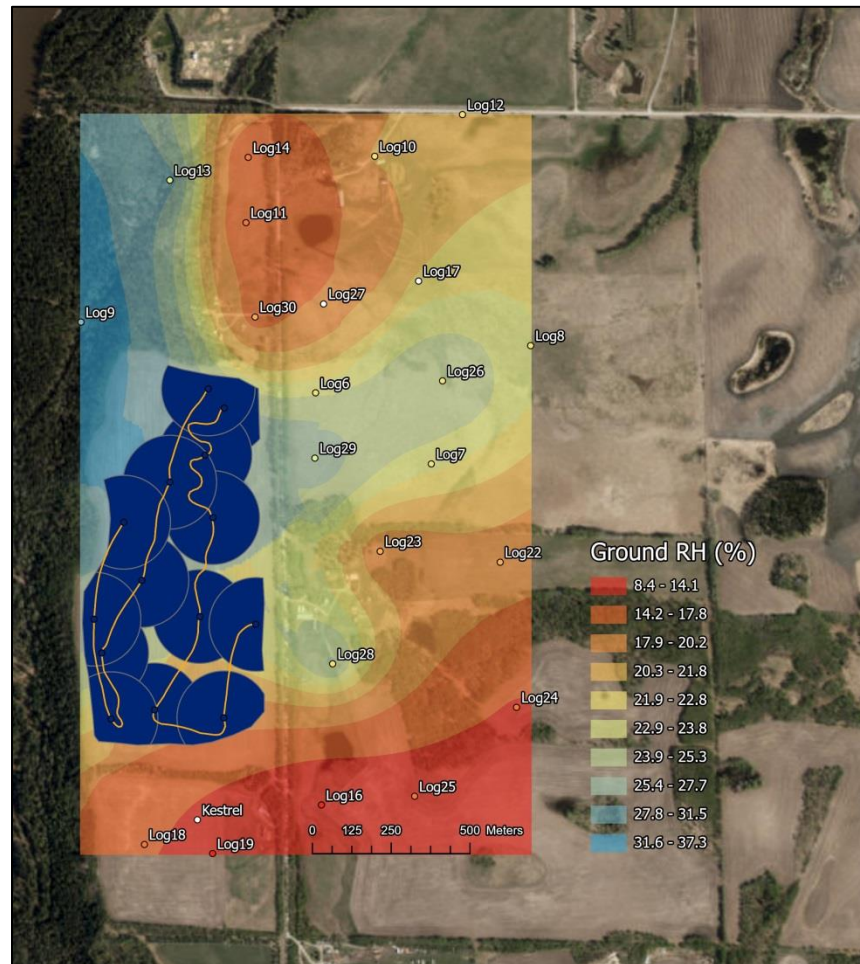 Log12
Log14
Log10
Log13
Log11
Log17
Log27
Log30
Log9
Log8
Log26
Log6
Log29
Log7
Log23
Log22
Ground RH (%)
8.4 - 14.1
14.2 - 17.8
17.9 - 20.2
20.3 - 21.8
21.9 - 22.8
22.9 - 23.8
23.9 - 25.3
25.4 - 27.7
27.8 - 31.5
31.6 - 37.3
Log28
Log24
Log25
Log16
Kestrel
Log18
Log19
0 125 250 500 Meters